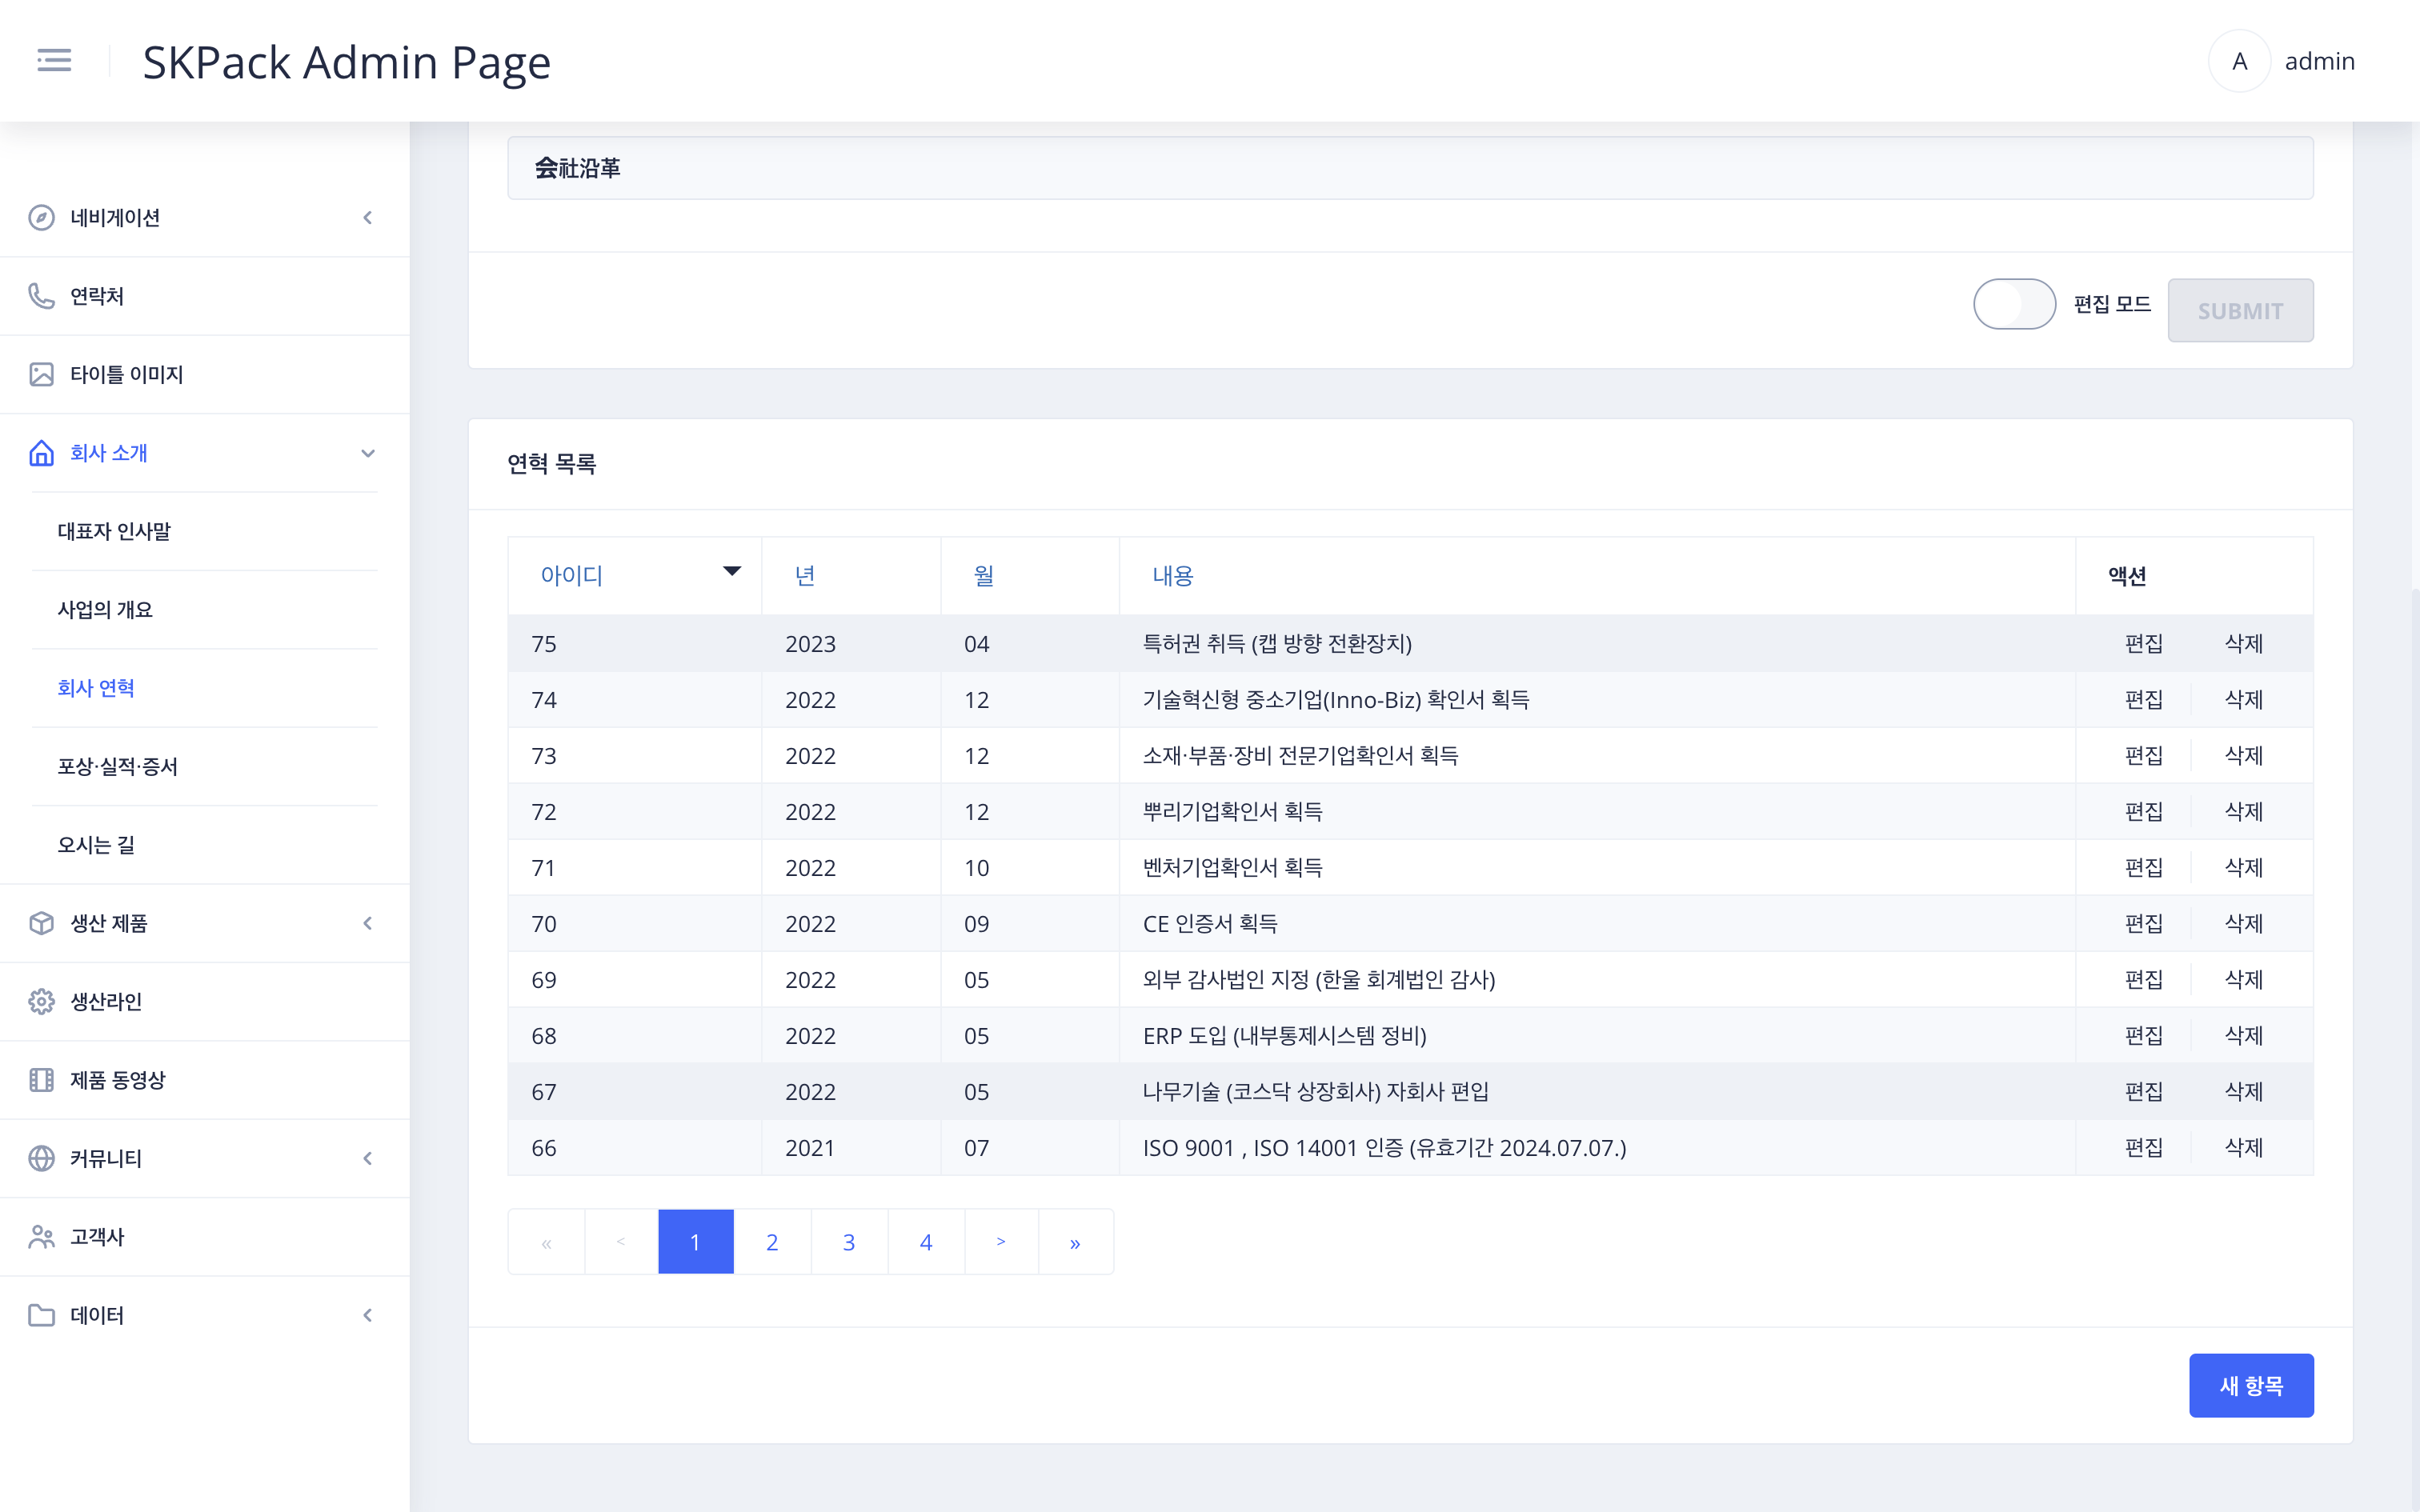 SKPack Admin Page
A admin
네비게이션
연락처
타이틀 이미지
회사 소개
대표자 인사말
사업의 개요
회사 연혁
포상·실적·증서
오시는 길
생산 제품
생산라인
제품 동영상
커뮤니티
고객사
데이터
会社沿革
편집 모드 SUBMIT
연혁 목록
아이디 년 월 내용 액션
75 2023 04 특허권 취득 (캡 방향 전환장치) 편집 삭제
74 2022 12 기술혁신형 중소기업(Inno-Biz) 확인서 획득 편집 삭제
73 2022 12 소재·부품·장비 전문기업확인서 획득 편집 삭제
72 2022 12 뿌리기업확인서 획득 편집 삭제
71 2022 10 벤처기업확인서 획득 편집 삭제
70 2022 09 CE 인증서 획득 편집 삭제
69 2022 05 외부 감사법인 지정 (한울 회계법인 감사) 편집 삭제
68 2022 05 ERP 도입 (내부통제시스템 정비) 편집 삭제
67 2022 05 나무기술 (코스닥 상장회사) 자회사 편입 편집 삭제
66 2021 07 ISO 9001 , ISO 14001 인증 (유효기간 2024.07.07.) 편집 삭제
« < 1 2 3 4 > »
새 항목